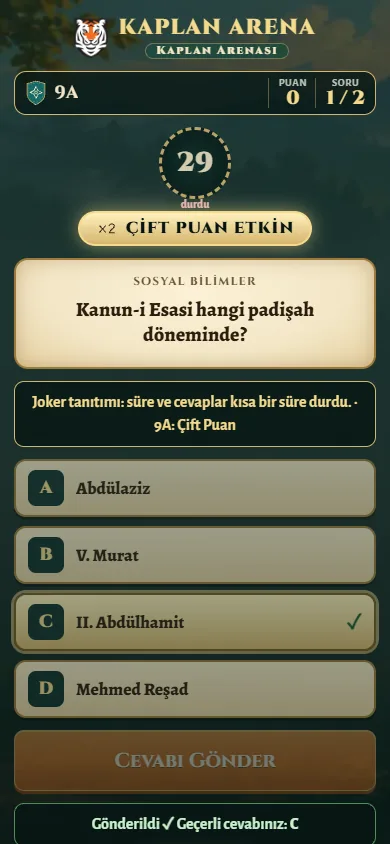 KAPLAN ARENA
KAPLAN ARENASI
9A
PUAN
0
SORU
1 / 2
29
durdu
×2 ÇİFT PUAN ETKİN
SOSYAL BİLİMLER
Kanun-i Esasi hangi padişah
döneminde?
Joker tanıtımı: süre ve cevaplar kısa bir süre durdu. ·
9A: Çift Puan
A Abdülaziz
B V. Murat
C II. Abdülhamit ✓
D Mehmed Reşad
CEVABI GÖNDER
Gönderildi ✓ Geçerli cevabınız: C